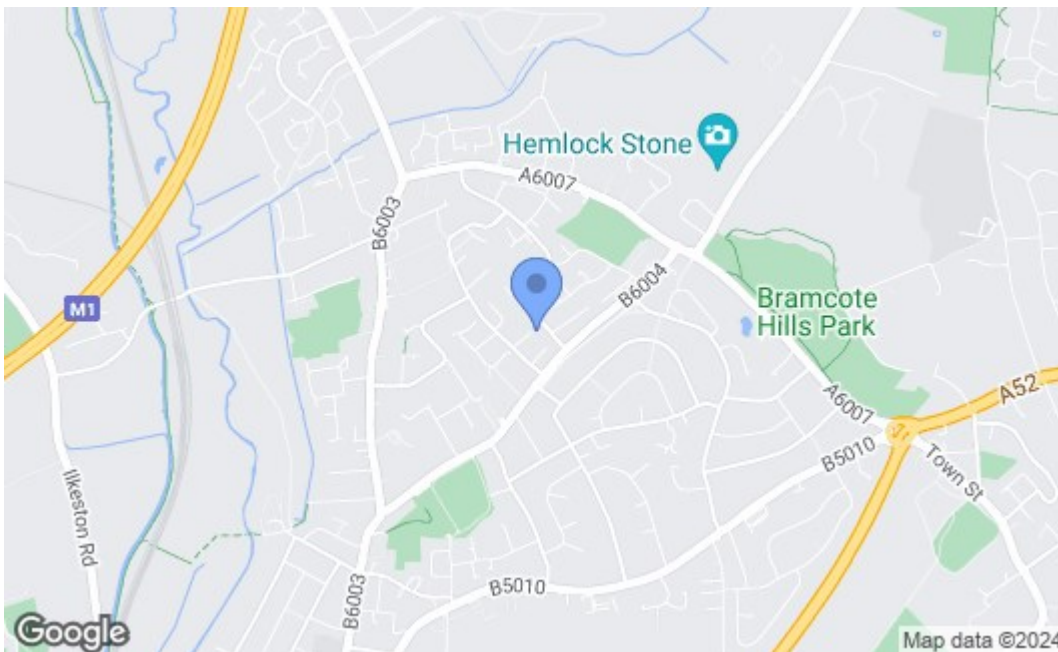 Hemlock Stone
A6007
B6003
B6004
M1
Bramcote
Hills Park
A52
A6007
B5010
Town St
Ilkeston Rd
B6003
B5010
Google
Map data ©2024